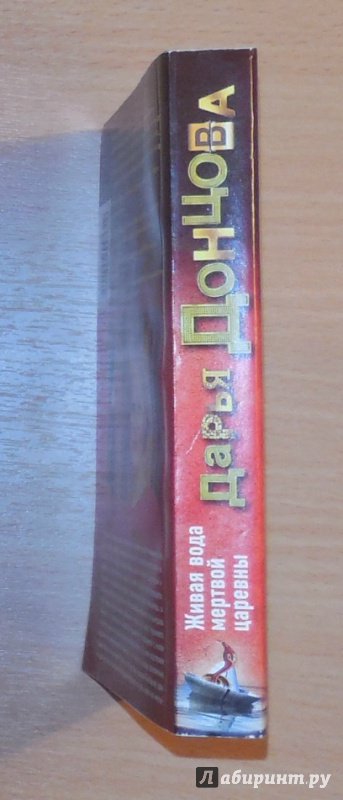 Дарья Донцова
Живая вода
мертвой
царевны
Лабиринт.ру